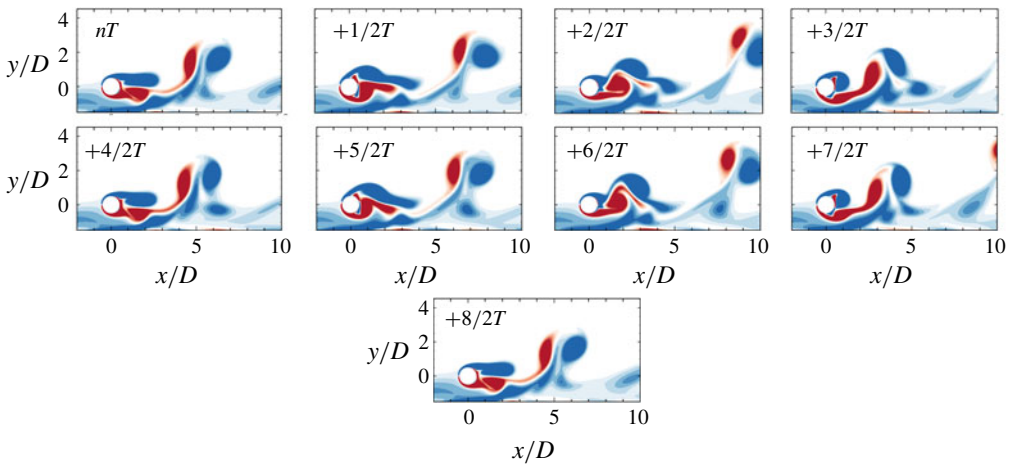 nT +1/2T +2/2T +3/2T
y/D 4 2 0
+4/2T +5/2T +6/2T +7/2T
y/D 4 2 0
0 5 10 0 5 10 0 5 10 0 5 10
x/D x/D x/D x/D
+8/2T
y/D 4 2 0
0 5 10
x/D